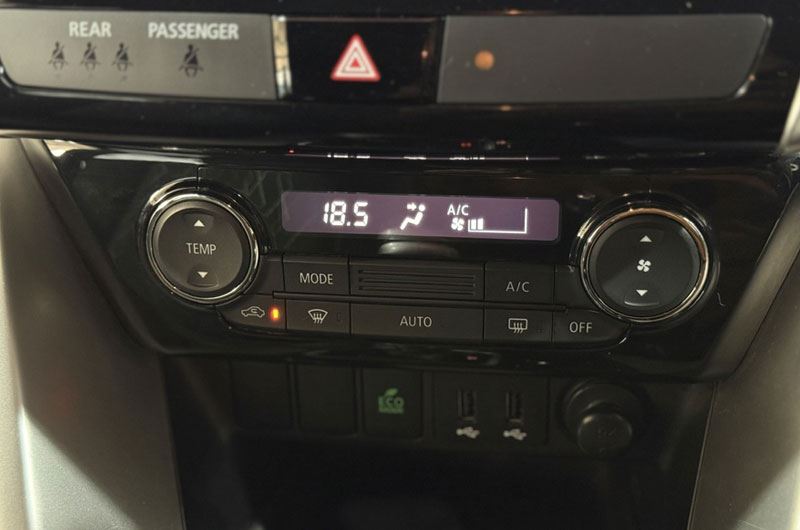 REAR PASSENGER
18.5 A/C
TEMP
MODE
A/C
AUTO
OFF
ECO